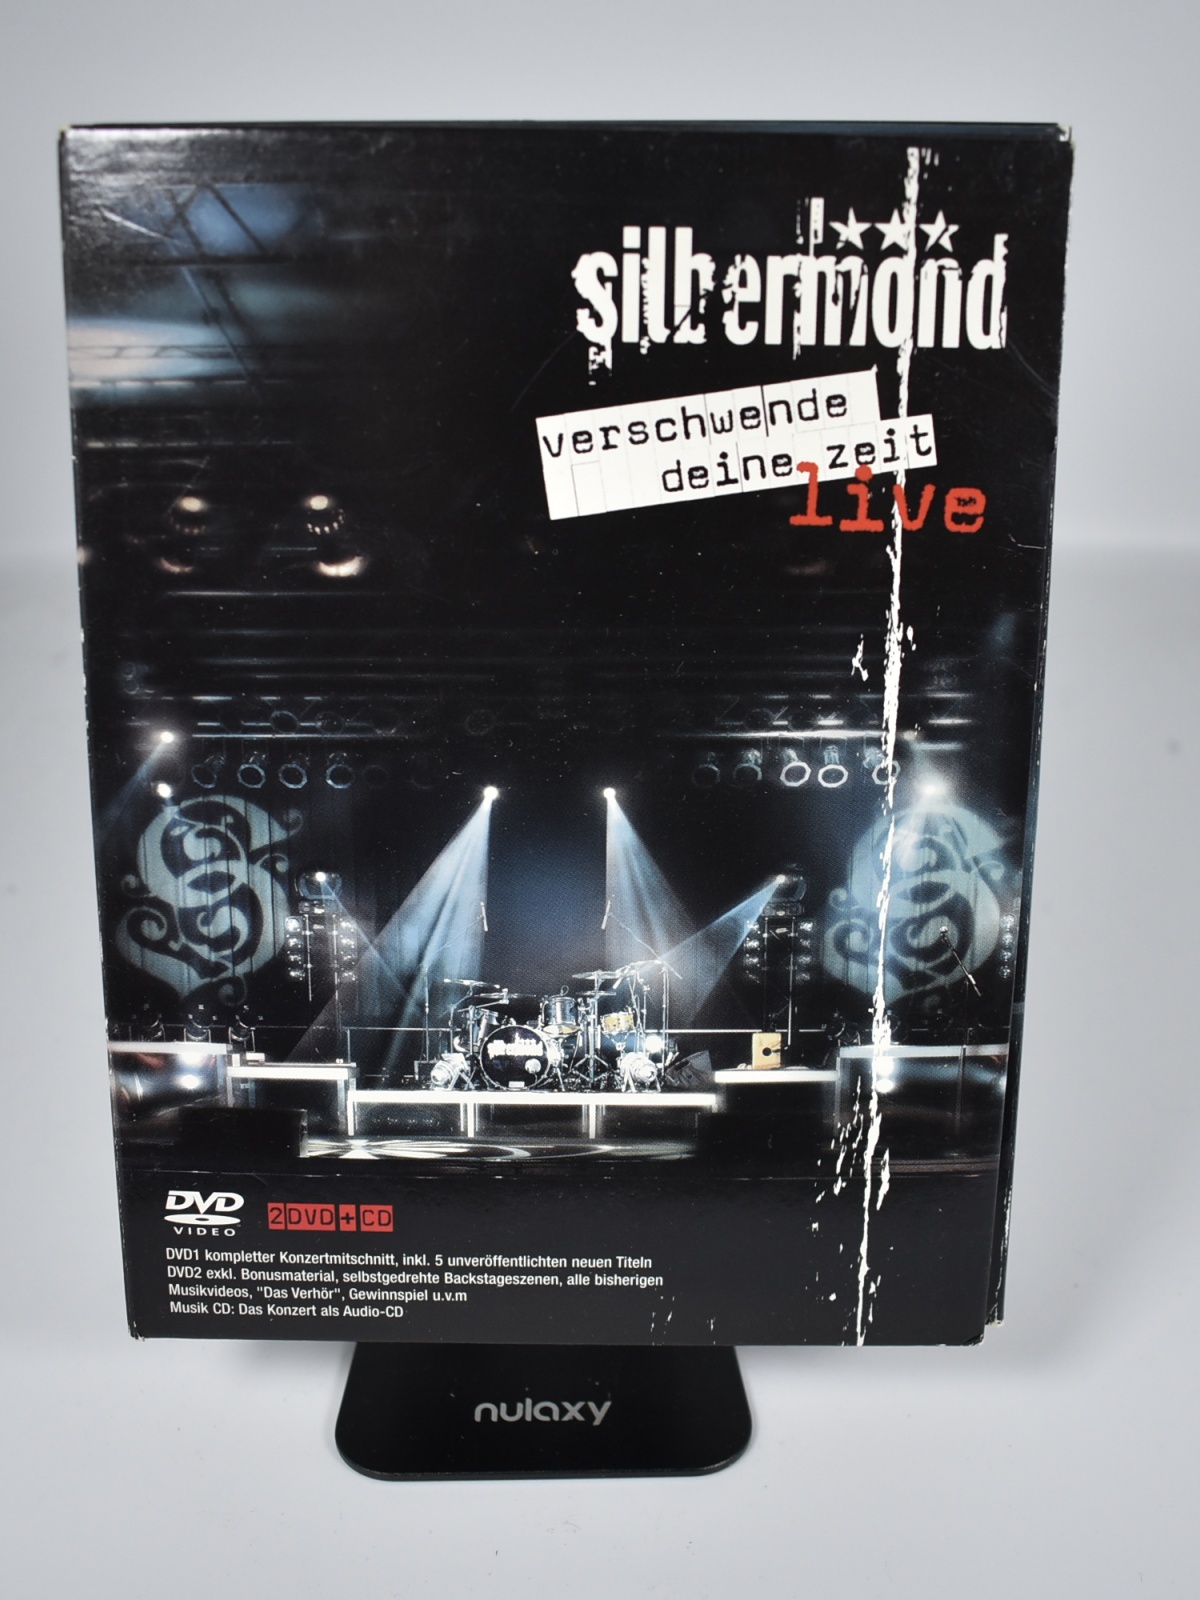 silbermond
verschwende
deine zeit
live
silbermond
DVD
VIDEO
2DVD+CD
DVD1 kompletter Konzertmitschnitt, inkl. 5 unveröffentlichten neuen Titeln
DVD2 exkl. Bonusmaterial, selbstgedrehte Backstageszenen, alle bisherigen
Musikvideos, "Das Verhör", Gewinnspiel u.v.m
Musik CD: Das Konzert als Audio-CD
nulaxy